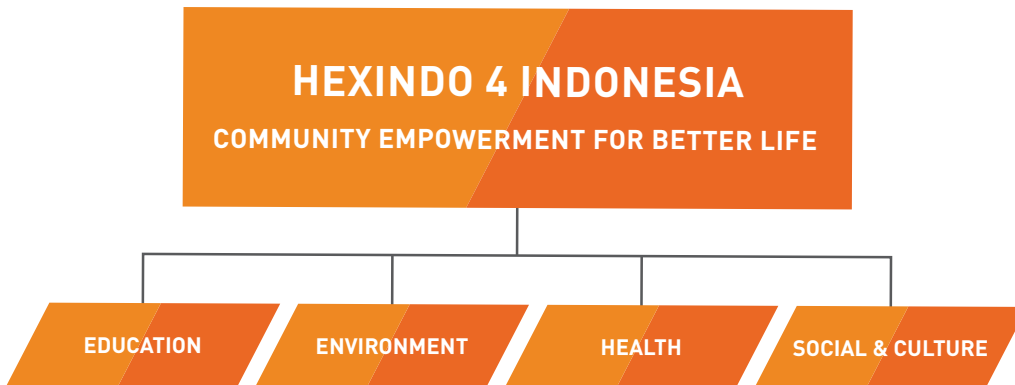 HEXINDO 4 INDONESIA
COMMUNITY EMPOWERMENT FOR BETTER LIFE
EDUCATION
ENVIRONMENT
HEALTH
SOCIAL & CULTURE